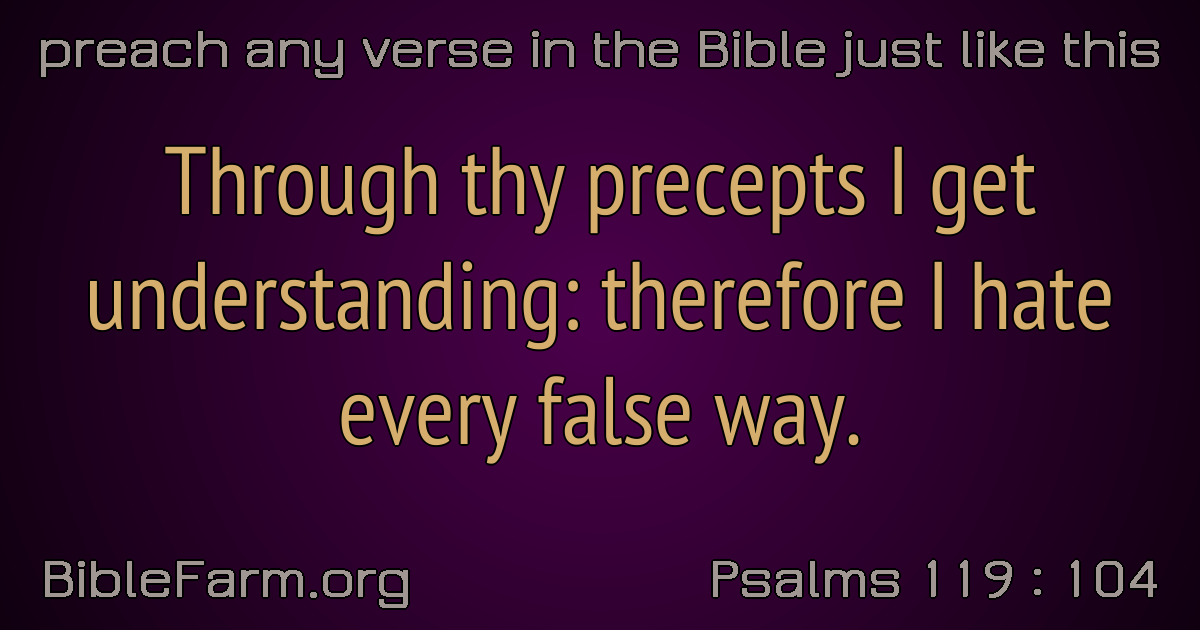 preach any verse in the Bible just like this
Through thy precepts I get
understanding: therefore I hate
every false way.
BibleFarm.org
Psalms 119 : 104